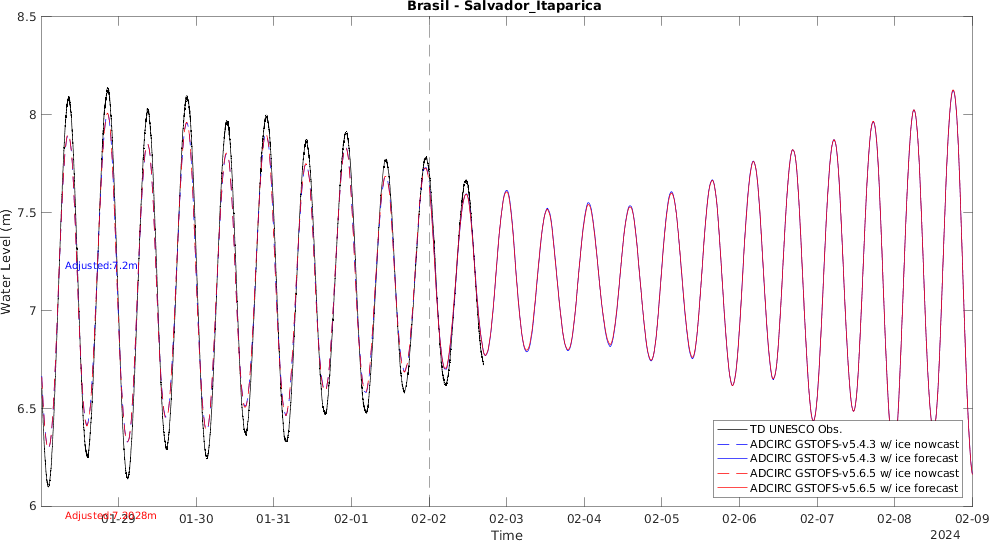 Brasil - Salvador_Itaparica
8.5
8
7.5
7
6.5
6
Water Level (m)
Adjusted:7.2m
TD UNESCO Obs.
ADCIRC GSTOFS-v5.4.3 w/ ice nowcast
ADCIRC GSTOFS-v5.4.3 w/ ice forecast
ADCIRC GSTOFS-v5.6.5 w/ ice nowcast
ADCIRC GSTOFS-v5.6.5 w/ ice forecast
01-29 01-30 01-31 02-01 02-02 02-03 02-04 02-05 02-06 02-07 02-08 02-09
Time
2024